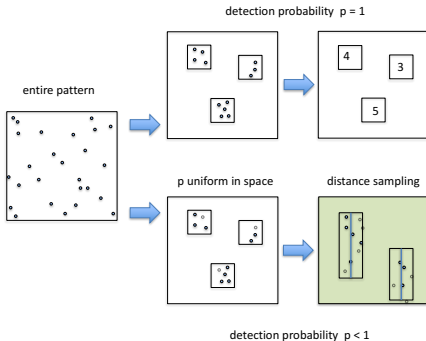 detection probability p = 1
4
3
5
entire pattern
p uniform in space
distance sampling
detection probability p < 1